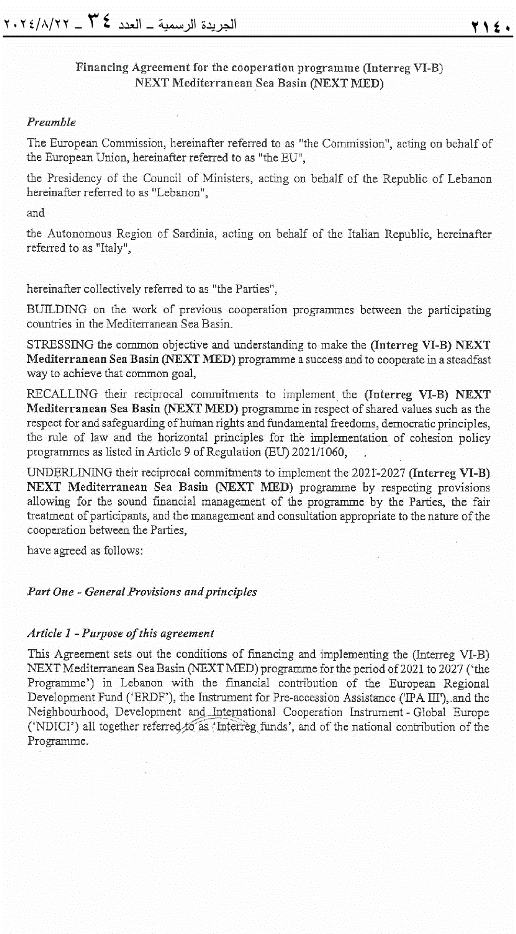 ٢١٤٠ الجريدة الرسمية ــ العدد ٣٤ ــ ٢٠٢٤/٨/٢٢
Financing Agreement for the cooperation programme (Interreg VI-B)
NEXT Mediterranean Sea Basin (NEXT MED)
Preamble
The European Commission, hereinafter referred to as "the Commission", acting on behalf of
the European Union, hereinafter referred to as "the EU",
the Presidency of the Council of Ministers, acting on behalf of the Republic of Lebanon
hereinafter referred to as "Lebanon",
and
the Autonomous Region of Sardinia, acting on behalf of the Italian Republic, hereinafter
referred to as "Italy",
hereinafter collectively referred to as "the Parties",
BUILDING on the work of previous cooperation programmes between the participating
countries in the Mediterranean Sea Basin.
STRESSING the common objective and understanding to make the (Interreg VI-B) NEXT
Mediterranean Sea Basin (NEXT MED) programme a success and to cooperate in a steadfast
way to achieve that common goal,
RECALLING their reciprocal commitments to implement the (Interreg VI-B) NEXT
Mediterranean Sea Basin (NEXT MED) programme in respect of shared values such as the
respect for and safeguarding of human rights and fundamental freedoms, democratic principles,
the rule of law and the horizontal principles for the implementation of cohesion policy
programmes as listed in Article 9 of Regulation (EU) 2021/1060,
UNDERLINING their reciprocal commitments to implement the 2021-2027 (Interreg VI-B)
NEXT Mediterranean Sea Basin (NEXT MED) programme by respecting provisions
allowing for the sound financial management of the programme by the Parties, the fair
treatment of participants, and the management and consultation appropriate to the nature of the
cooperation between the Parties,
have agreed as follows:
Part One - General Provisions and principles
Article 1 - Purpose of this agreement
This Agreement sets out the conditions of financing and implementing the (Interreg VI-B)
NEXT Mediterranean Sea Basin (NEXT MED) programme for the period of 2021 to 2027 ('the
Programme') in Lebanon with the financial contribution of the European Regional
Development Fund ('ERDF'), the Instrument for Pre-accession Assistance ('IPA III'), and the
Neighbourhood, Development and International Cooperation Instrument - Global Europe
('NDICI') all together referred to as 'Interreg funds', and of the national contribution of the
Programme.